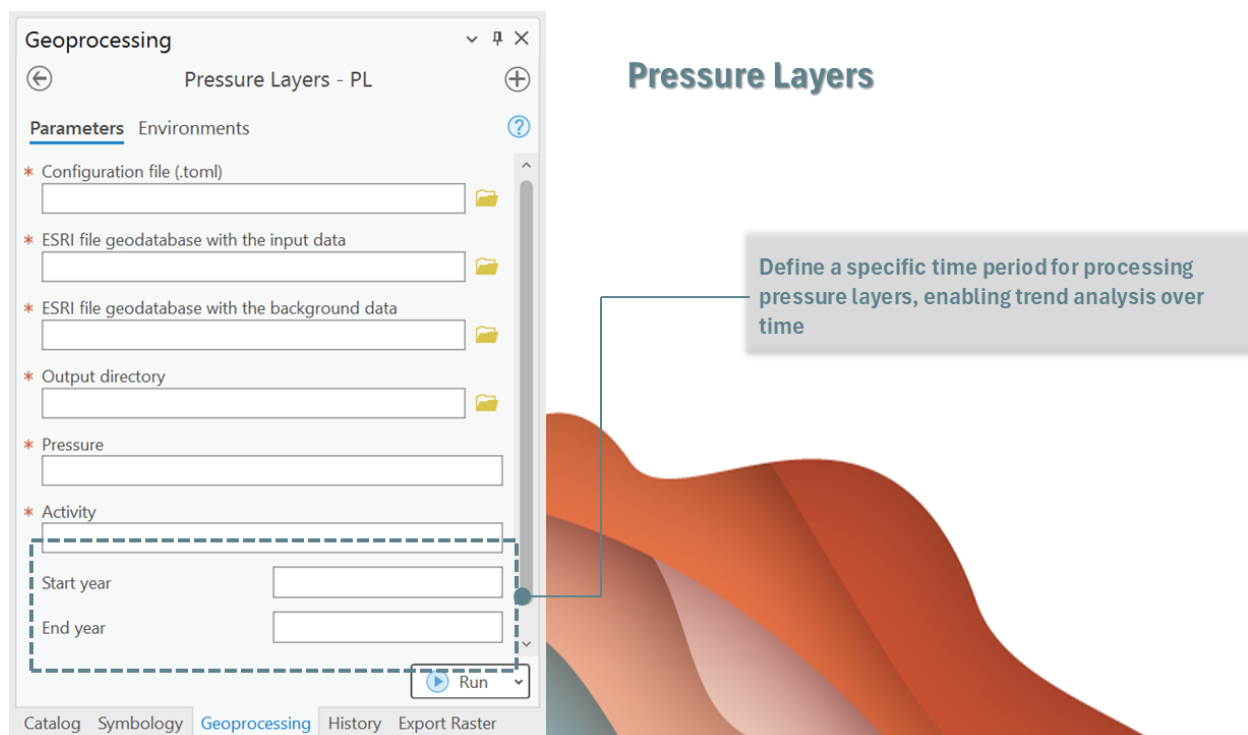 Geoprocessing
Pressure Layers - PL
Parameters Environments
* Configuration file (.toml)
* ESRI file geodatabase with the input data
* ESRI file geodatabase with the background data
* Output directory
* Pressure
* Activity
Start year
End year
Run
Catalog Symbology Geoprocessing History Export Raster
Pressure Layers
Define a specific time period for processing
pressure layers, enabling trend analysis over
time